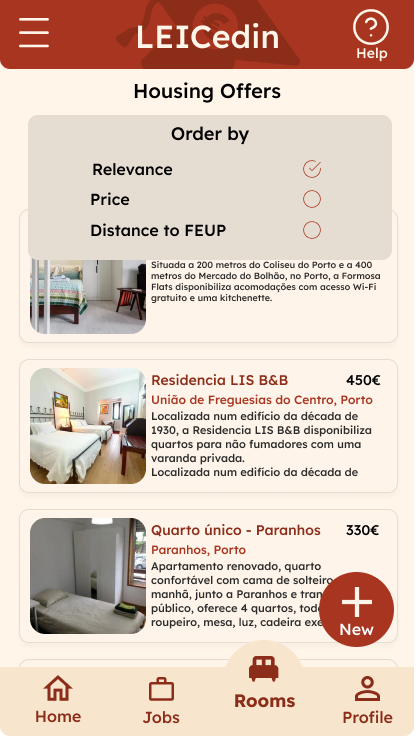 LEICedin
Help
Housing Offers
Order by
Relevance
Price
Distance to FEUP
Situada a 200 metros do Coliseu do Porto e a 400
metros do Mercado do Bolhão, no Porto, a Formosa
Flats disponibiliza acomodações com acesso Wi-Fi
gratuito e uma kitchenette.
Residencia LIS B&B 450€
União de Freguesias do Centro, Porto
Localizada num edifício da década de
1930, a Residencia LIS B&B disponibiliza
quartos para não fumadores com uma
varanda privada.
Localizada num edifício da década de
Quarto único - Paranhos 330€
Paranhos, Porto
Apartamento renovado, quarto
confortável com cama de solteiro
manhã, junto a Paranhos e
público, oferece 4 quartos,
roupeiro, mesa, luz, cadeira
New
Home
Jobs
Rooms
Profile